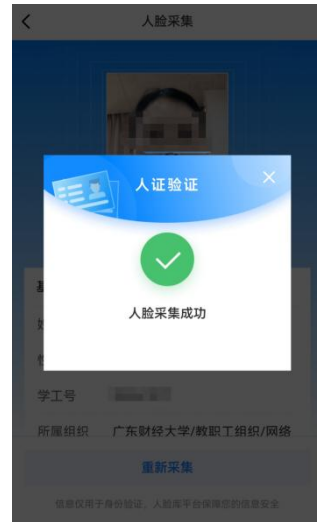 人脸采集
人证验证
人脸采集成功
学工号
所属组织 广东财经大学/教职工组织/网络
重新采集
信息仅用于身份验证，人脸库平台保障您的信息安全